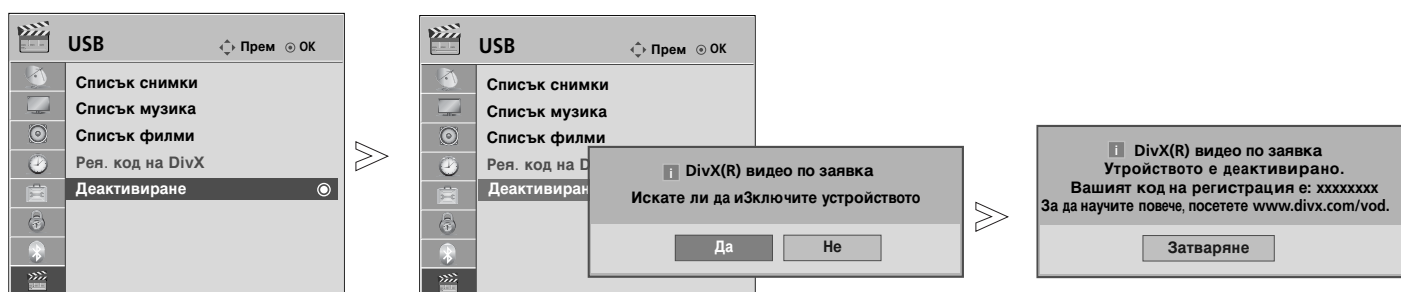 USB
Прем OK
Списък снимки
Списък музика
Списък филми
Рея. код на DivX
Деактивиране
USB
Прем OK
Списък снимки
Списък музика
Списък филми
Рея. код на D
Деактивиран
i DivX(R) видео по заявка
Искате ли да иЗключите устройството
Да Не
i DivX(R) видео по заявка
Утройството е деактивирано.
Вашият код на регистрация е: xxxxxxxx
За да научите повече, посетете www.divx.com/vod.
Затваряне